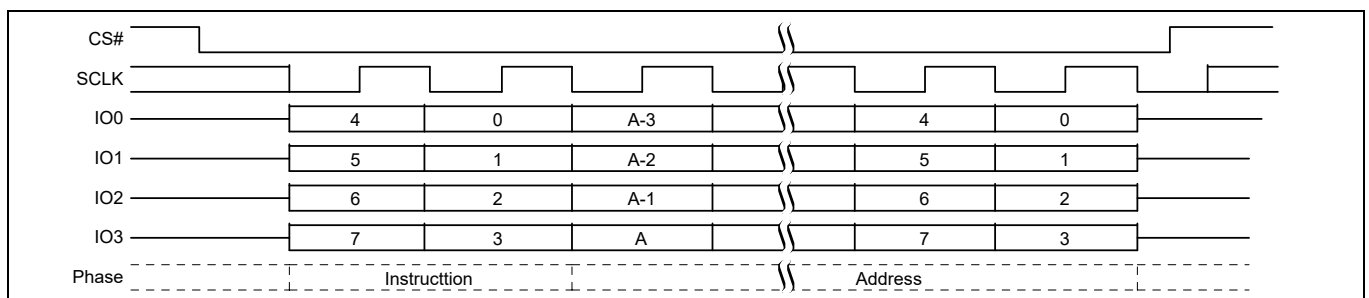 CS#
SCLK
IO0 4 0 A-3 4 0
IO1 5 1 A-2 5 1
IO2 6 2 A-1 6 2
IO3 7 3 A 7 3
Phase Instructtion Address